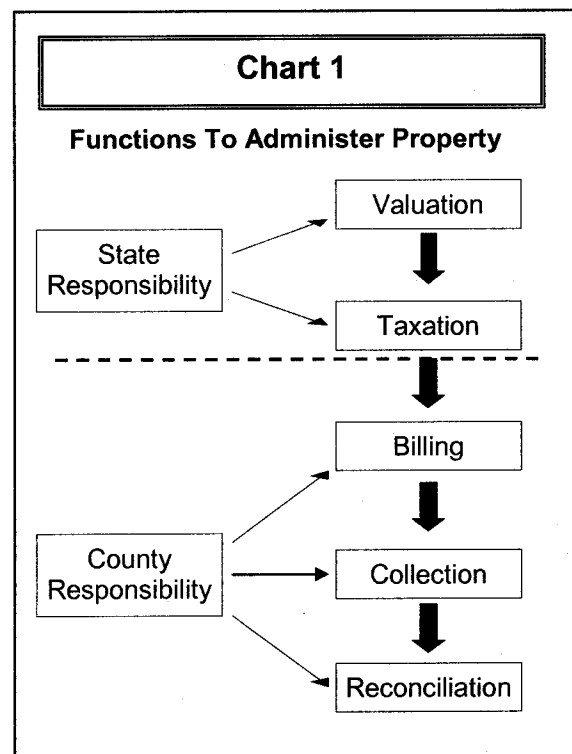 Chart 1
Functions To Administer Property
Valuation
State
Responsibility
Taxation
Billing
County
Responsibility
Collection
Reconciliation